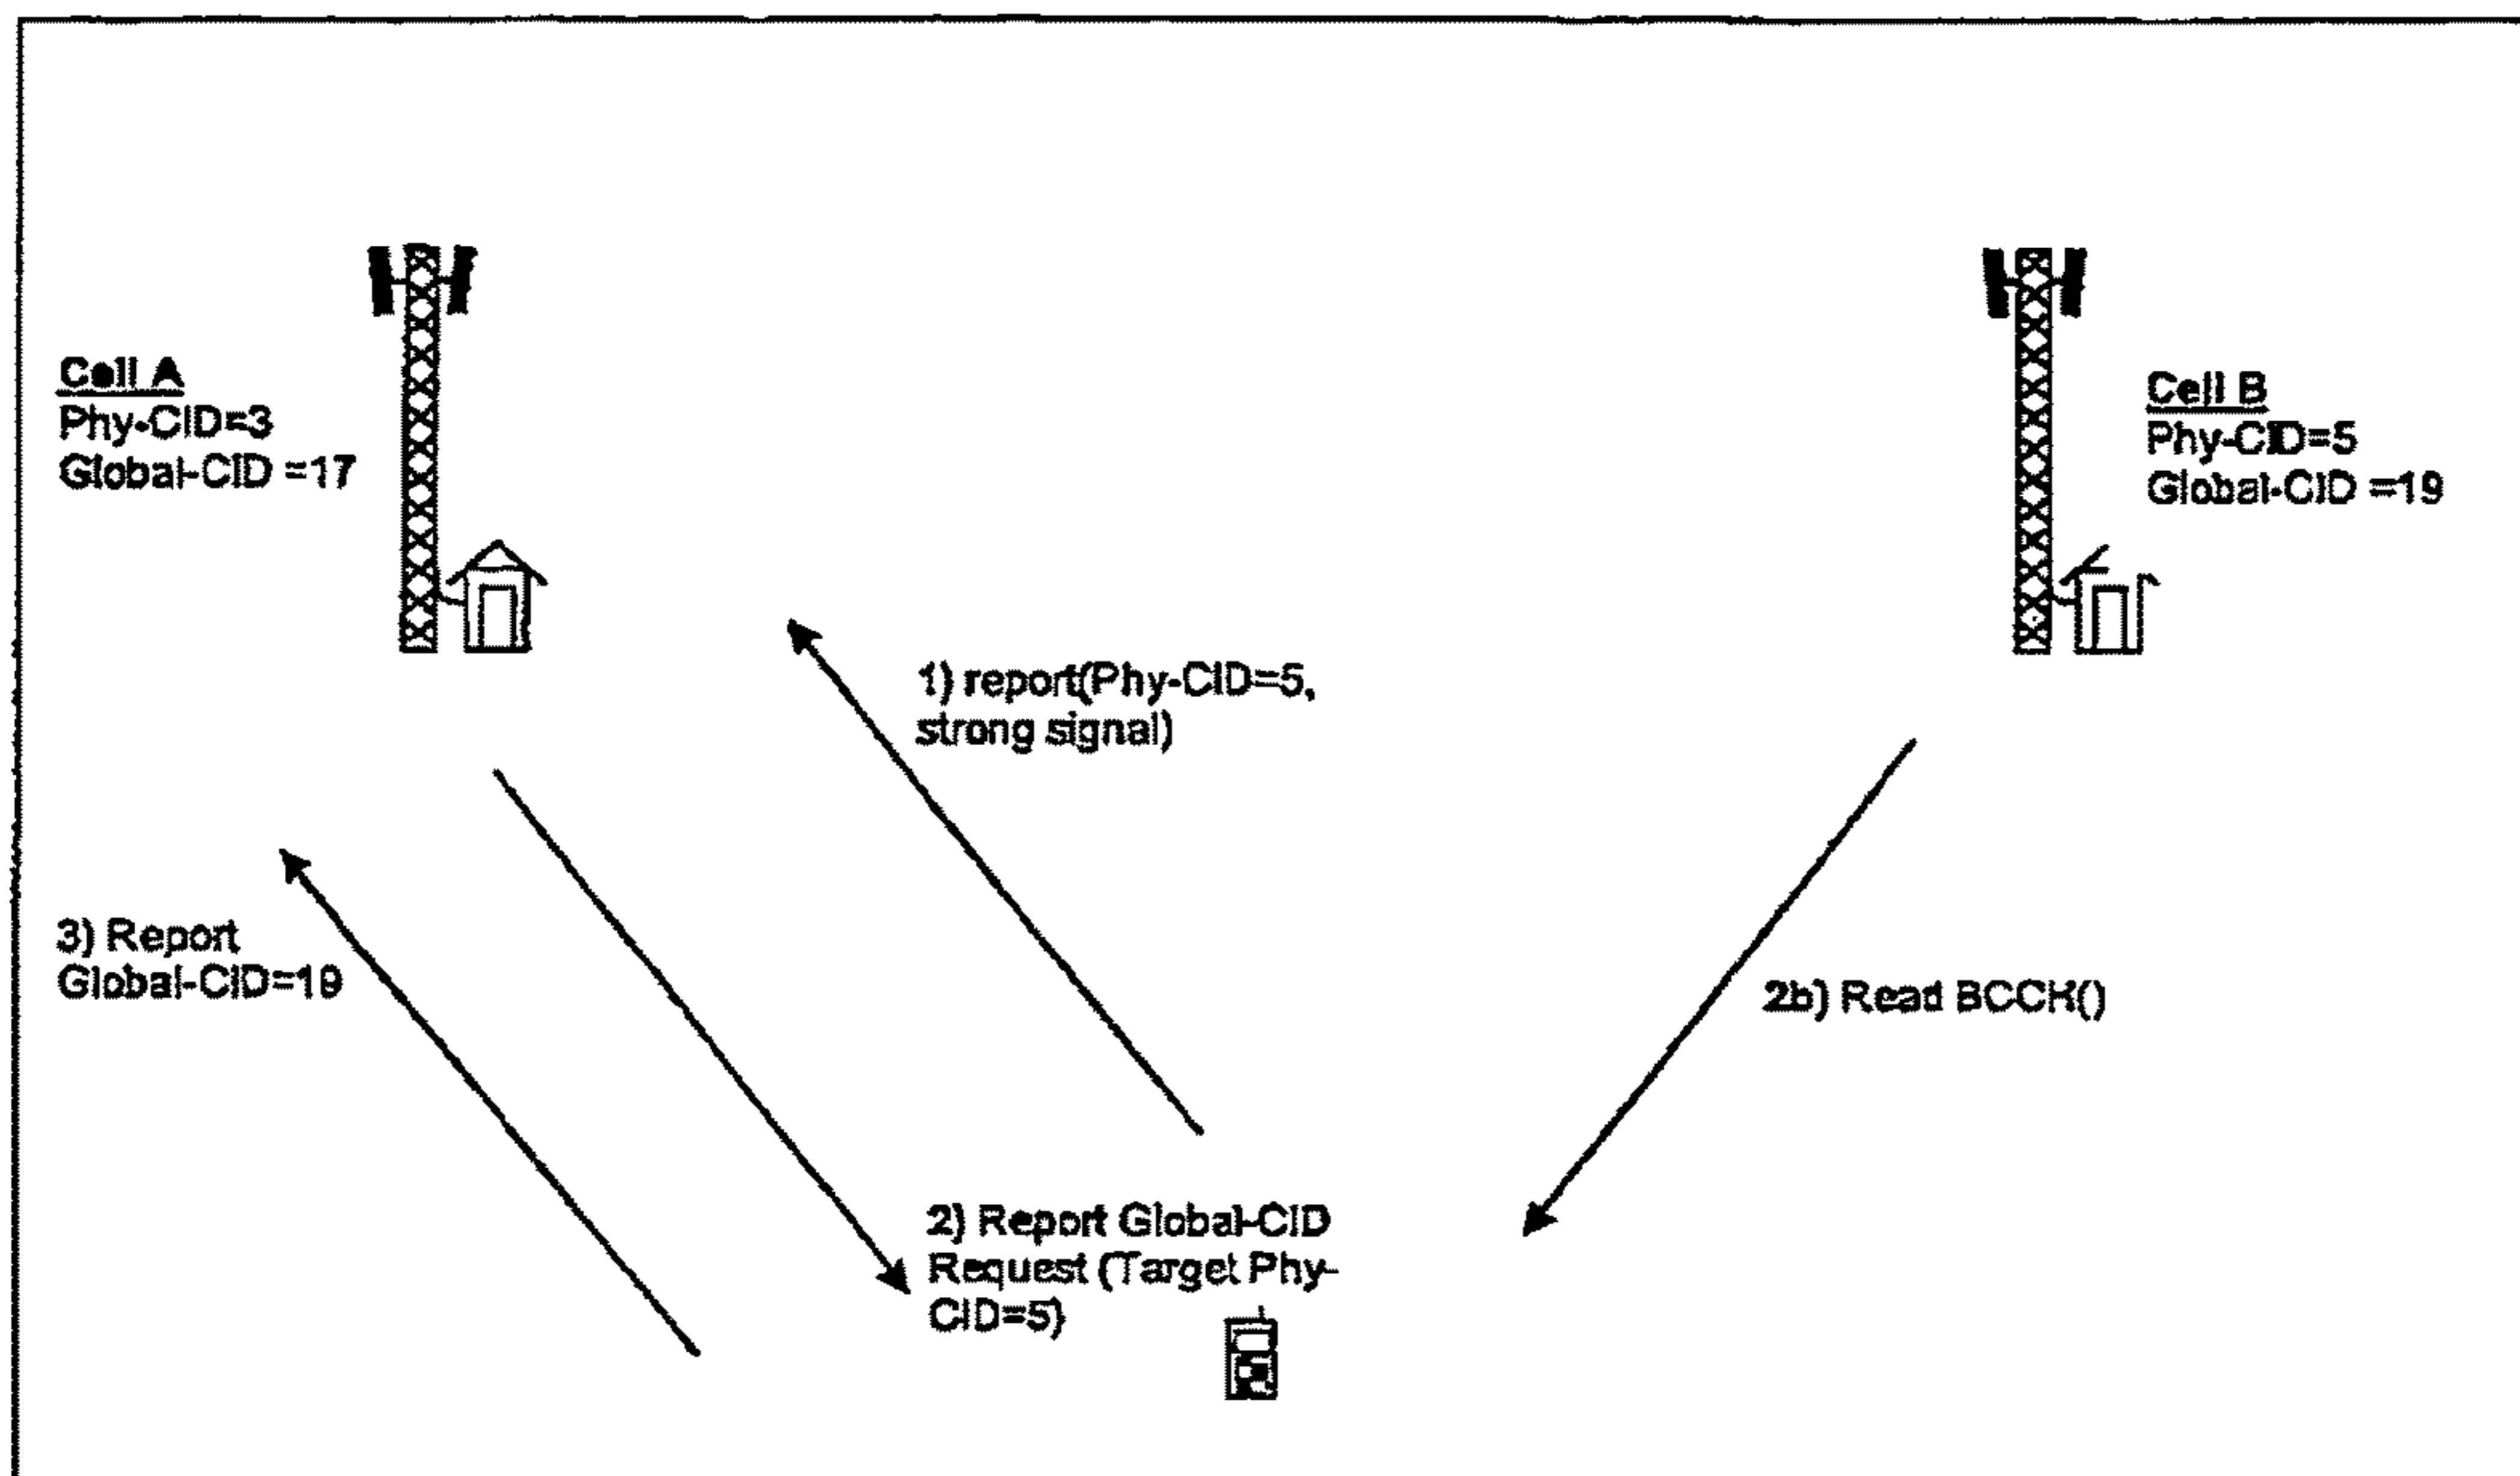 Cell A
Phy-CID=3
Global-CID =17
Cell B
Phy-CID=5
Global-CID =19
1) report(Phy-CID=5,
strong signal)
3) Report
Global-CID=19
2b) Read BCCH()
2) Report Global-CID
Request (Target Phy-
CID=5)